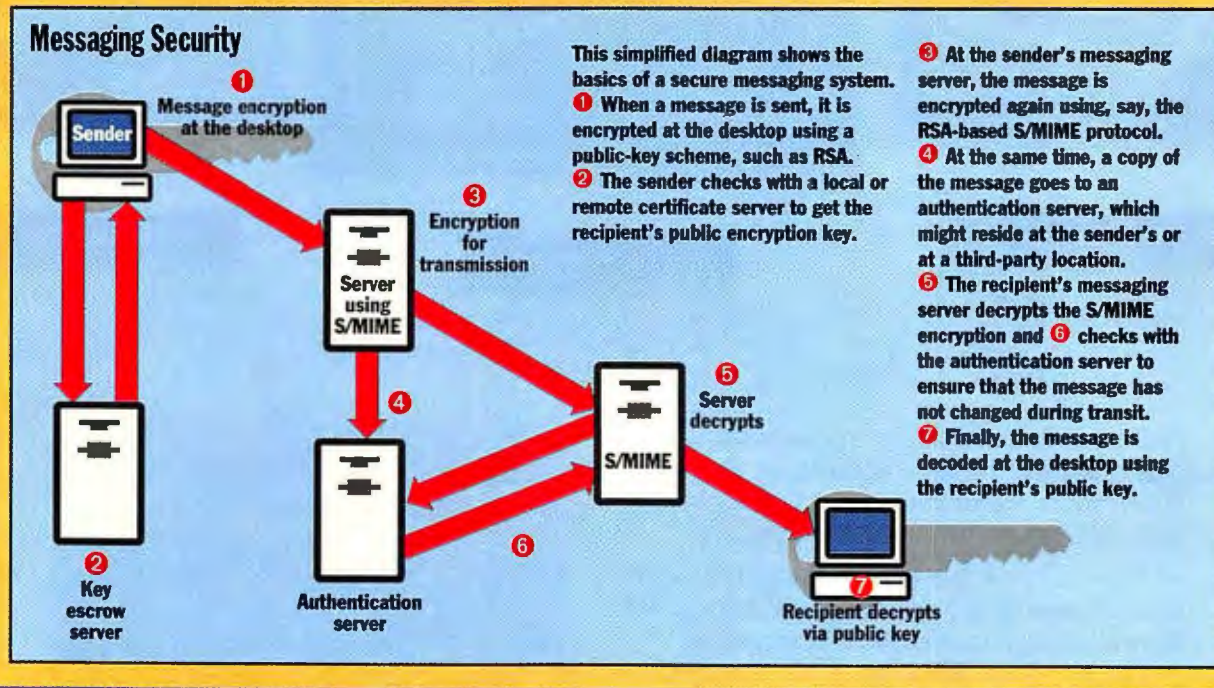 Messaging Security
1
Message encryption
at the desktop
Sender
3
Encryption
for
transmission
Server
using
S/MIME
4
5
Server
decrypts
S/MIME
6
2
Key
escrow
server
Authentication
server
7
Recipient decrypts
via public key
This simplified diagram shows the
basics of a secure messaging system.
1 When a message is sent, it is
encrypted at the desktop using a
public-key scheme, such as RSA.
2 The sender checks with a local or
remote certificate server to get the
recipient's public encryption key.
3 At the sender's messaging
server, the message is
encrypted again using, say, the
RSA-based S/MIME protocol.
4 At the same time, a copy of
the message goes to an
authentication server, which
might reside at the sender's or
at a third-party location.
5 The recipient's messaging
server decrypts the S/MIME
encryption and 6 checks with
the authentication server to
ensure that the message has
not changed during transit.
7 Finally, the message is
decoded at the desktop using
the recipient's public key.